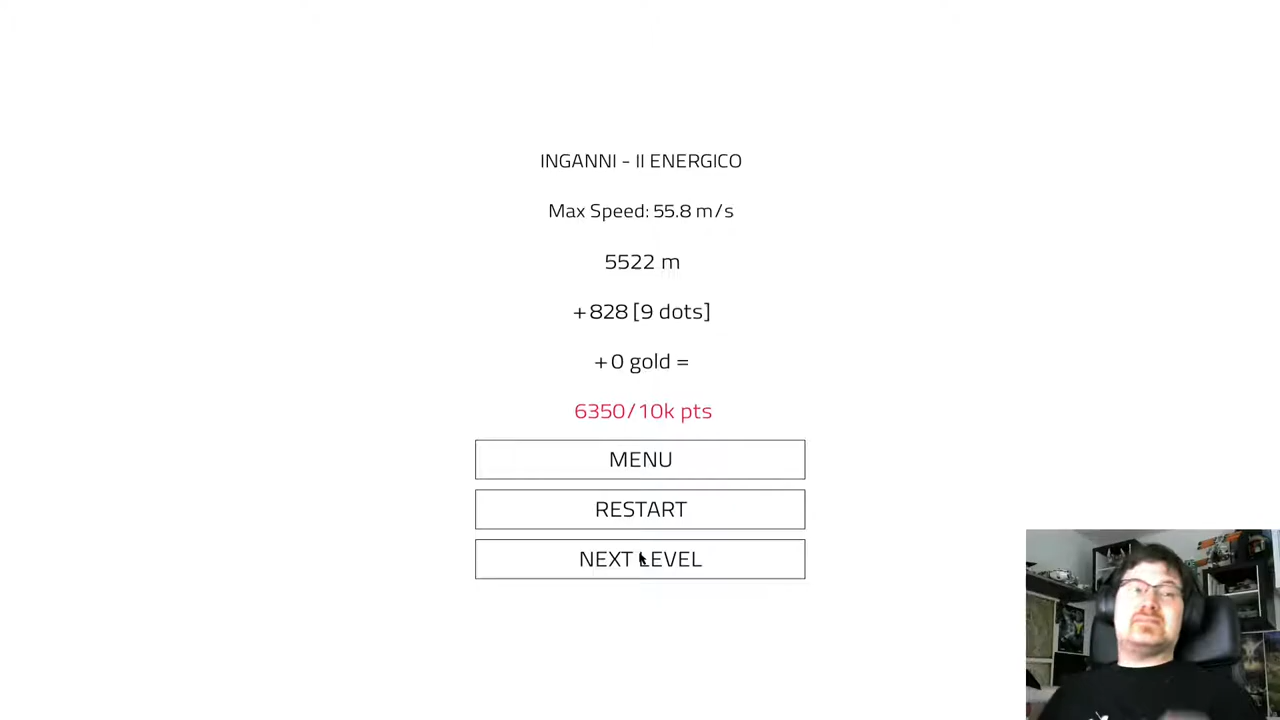 INGANNI - II ENERGICO
Max Speed: 55.8 m/s
5522 m
+828 [9 dots]
+0 gold =
6350/10k pts
MENU
RESTART
NEXT LEVEL